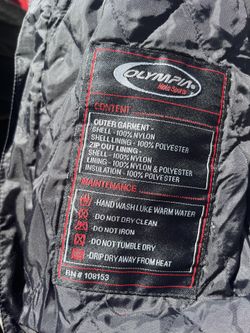 OLYMPIA
Moto Sports
CONTENT
OUTER GARMENT-
SHELL - 100% NYLON
SHELL LINING - 100% POLYESTER
ZIP OUT LINING -
SHELL - 100% NYLON
LINING - 100% NYLON & POLYESTER
INSULATION - 100% POLYESTER
MAINTENANCE
-HAND WASH LUKE WARM WATER
-DO NOT DRY CLEAN
-DO NOT IRON
-DO NOT TUMBLE DRY
-DRIP DRY AWAY FROM HEAT
RN # 108153